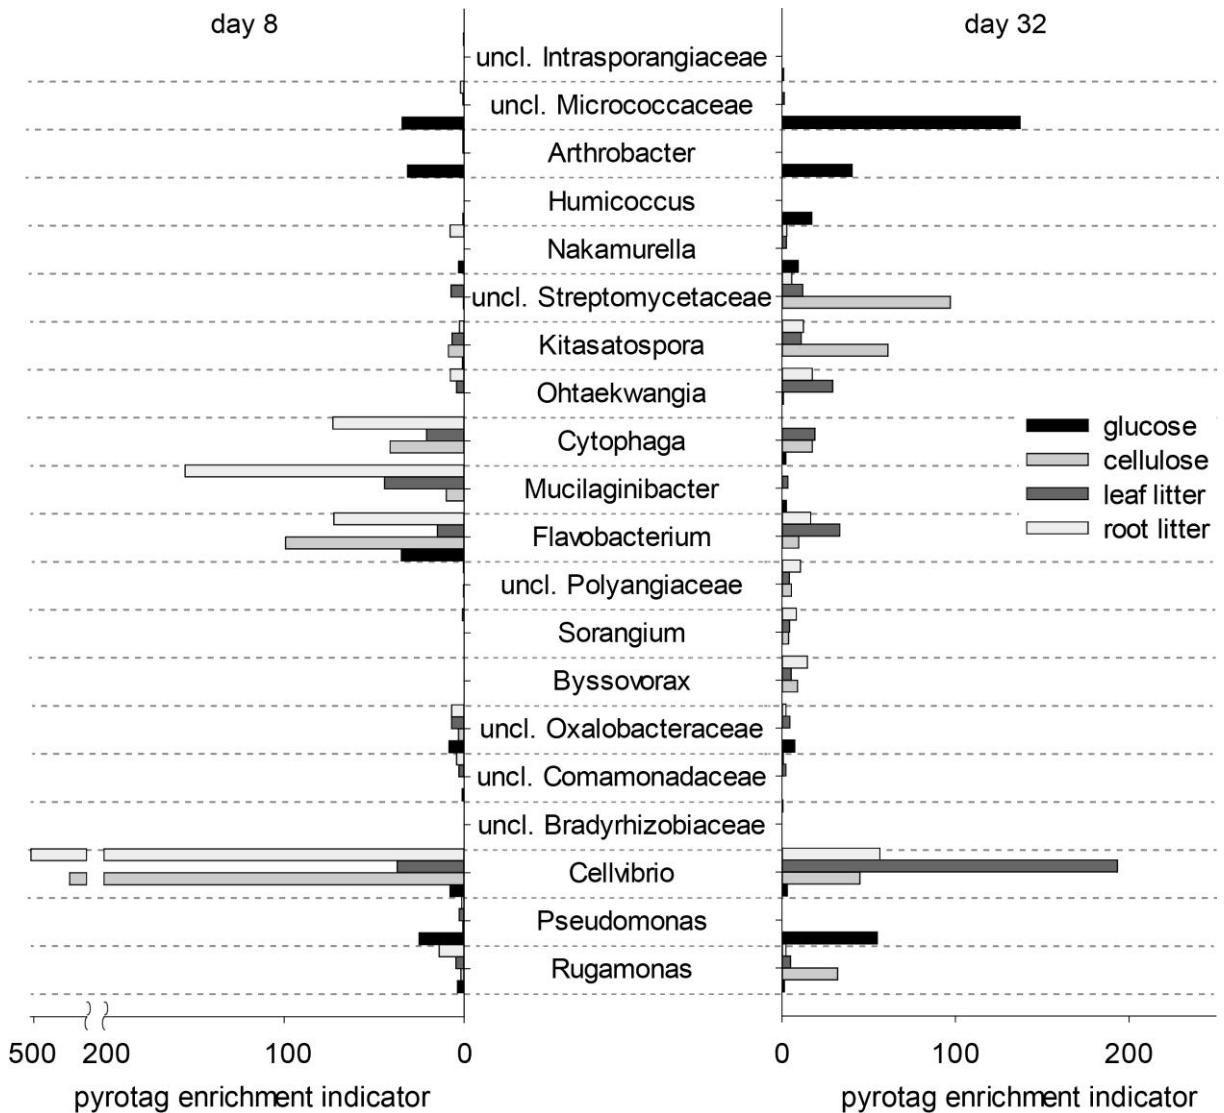 day 8
day 32
uncl. Intrasporangiaceae
uncl. Micrococcaceae
Arthrobacter
Humicoccus
Nakamurella
uncl. Streptomycetaceae
Kitasatospora
Ohtaekwangia
Cytophaga
Mucilaginibacter
Flavobacterium
uncl. Polyangiaceae
Sorangium
Byssovorax
uncl. Oxalobacteraceae
uncl. Comamonadaceae
uncl. Bradyrhizobiaceae
Cellvibrio
Pseudomonas
Rugamonas
glucose
cellulose
leaf litter
root litter
500 200 100 0
0 100 200
pyrotag enrichment indicator
pyrotag enrichment indicator